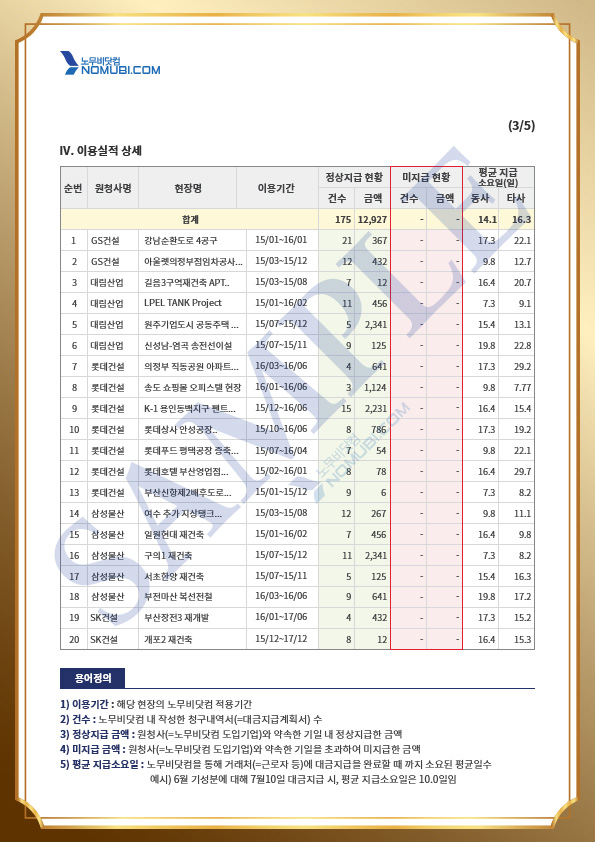 노무비닷컴
NOMUBI.COM
(3/5)
IV. 이용실적 상세
순번 원청사명 현장명 이용기간 정상지급 현황 미지급 현황 평균 지급 소요일(일)
건수 금액 건수 금액 동사 타사
합계 175 12,927 - - 14.1 16.3
1 GS건설 강남순환도로 4공구 15/01~16/01 21 367 - - 17.3 22.1
2 GS건설 아울렛의정부점임차공사... 15/03~15/12 12 432 - - 9.8 12.7
3 대림산업 길음3구역재건축 APT.. 15/03~15/08 7 12 - - 16.4 20.7
4 대림산업 LPEL TANK Project 15/01~16/02 11 456 - - 7.3 9.1
5 대림산업 원주기업도시 공동주택 ... 15/07~15/12 5 2,341 - - 15.4 13.1
6 대림산업 신성남-염곡 송전선이설 15/07~15/11 9 125 - - 19.8 22.8
7 롯데건설 의정부 직동공원 아파트... 16/03~16/06 4 641 - - 17.3 29.2
8 롯데건설 송도 쇼핑몰 오피스텔 현장 16/01~16/06 3 1,124 - - 9.8 7.77
9 롯데건설 K-1 용인동백지구 펜트... 15/12~16/06 15 2,231 - - 16.4 15.4
10 롯데건설 롯데상사 안성공장.. 15/10~16/06 8 786 - - 17.3 19.2
11 롯데건설 롯데푸드 평택공장 증축... 15/07~16/04 7 54 - - 9.8 22.1
12 롯데건설 롯데호텔 부산영업점... 15/02~16/01 8 78 - - 16.4 29.7
13 롯데건설 부산신항제2배후도로... 15/01~15/12 9 6 - - 7.3 8.2
14 삼성물산 여수 추가 지상탱크... 15/03~15/08 12 267 - - 9.8 11.1
15 삼성물산 일원현대 재건축 15/01~16/02 7 456 - - 16.4 9.8
16 삼성물산 구의1 재건축 15/07~15/12 11 2,341 - - 7.3 8.2
17 삼성물산 서초한양 재건축 15/07~15/11 5 125 - - 15.4 16.3
18 삼성물산 부전마산 복선전철 16/03~16/06 9 641 - - 19.8 17.2
19 SK건설 부산장전3 재개발 16/01~17/06 4 432 - - 17.3 15.2
20 SK건설 개포2 재건축 15/12~17/12 8 12 - - 16.4 15.3
SAMPLE
노무비닷컴
NOMUBI.COM
용어정의
1) 이용기간 : 해당 현장의 노무비닷컴 적용기간
2) 건수 : 노무비닷컴 내 작성한 청구내역서(=대금지급계획서) 수
3) 정상지급 금액 : 원청사(=노무비닷컴 도입기업)와 약속한 기일 내 정상지급한 금액
4) 미지급 금액 : 원청사(=노무비닷컴 도입기업)와 약속한 기일을 초과하여 미지급한 금액
5) 평균 지급소요일 : 노무비닷컴을 통해 거래처(=근로자 등)에 대금지급을 완료할 때 까지 소요된 평균일수
예시) 6월 기성분에 대해 7월10일 대금지급 시, 평균 지급소요일은 10.0일임